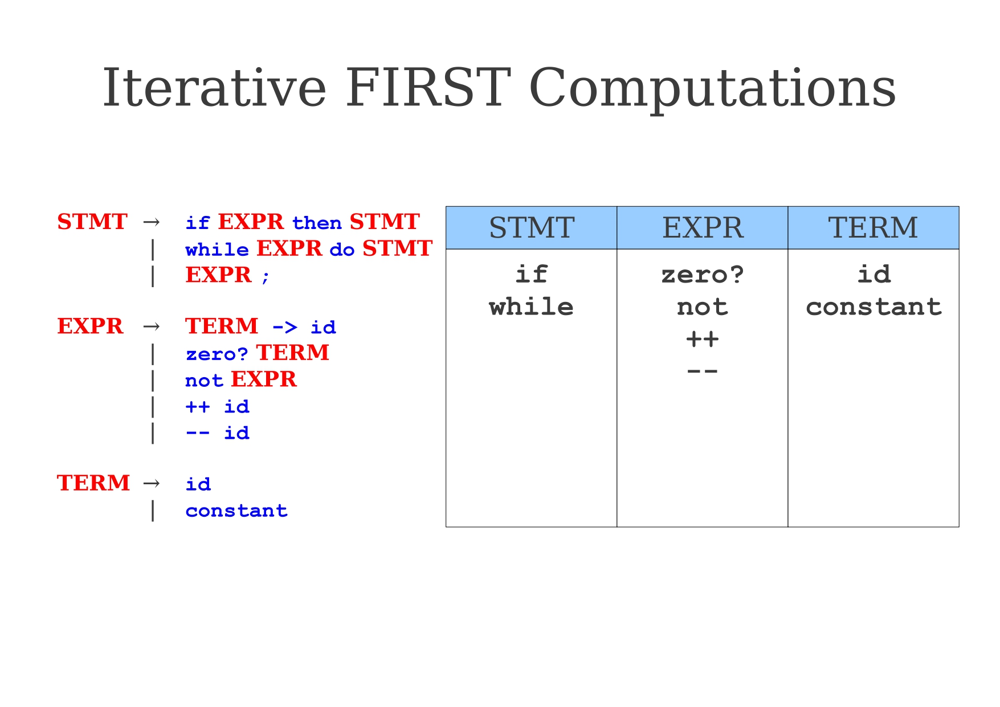 Iterative FIRST Computations
STMT → if EXPR then STMT
| while EXPR do STMT
| EXPR ;
EXPR → TERM -> id
| zero? TERM
| not EXPR
| ++ id
| -- id
TERM → id
| constant
STMT EXPR TERM
if zero? id
while not constant
++
--